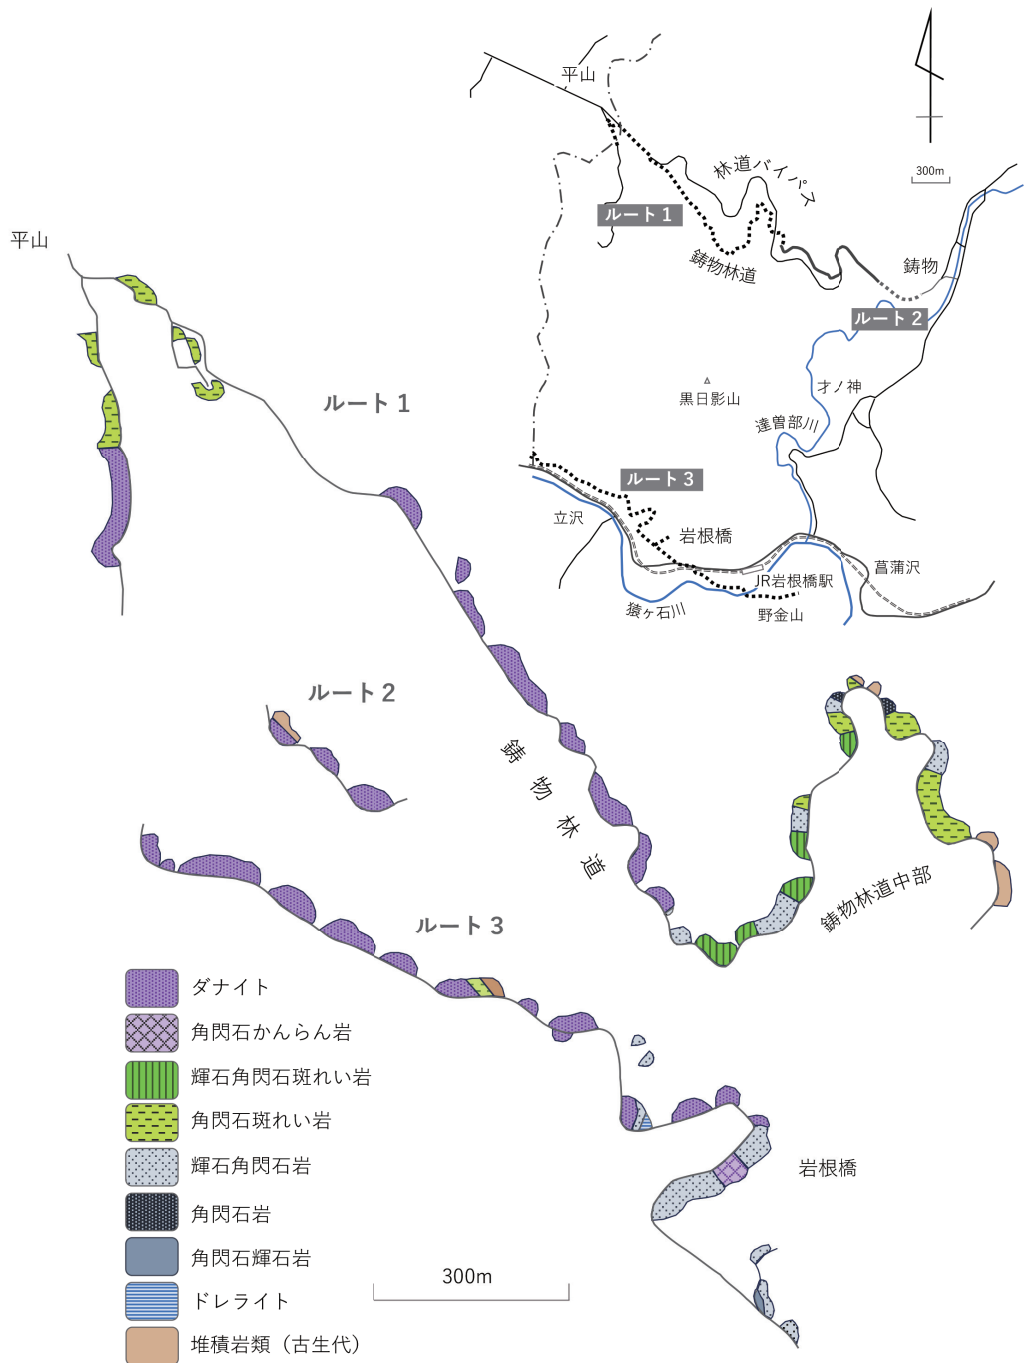 平山
林道バイパス
300m
ルート1
鋳物林道
鋳物
ルート2
平山
黒日影山
才ノ神
達曽部川
ルート1
ルート3
立沢
岩根橋
菖蒲沢
JR岩根橋駅
猿ヶ石川
野金山
ルート2
鋳物林道
鋳物林道中部
ルート3
ダナイト
角閃石かんらん岩
輝石角閃石斑れい岩
角閃石斑れい岩
輝石角閃石岩
岩根橋
角閃石岩
角閃石輝石岩
300m
ドレライト
堆積岩類（古生代）